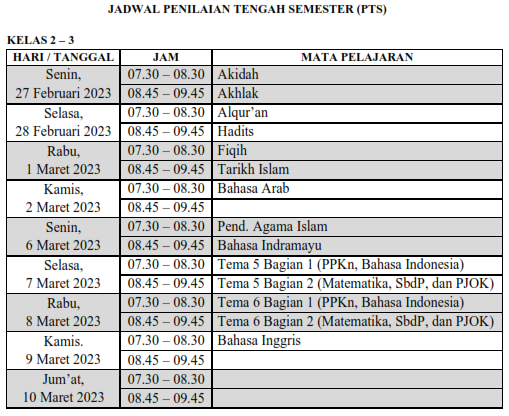 JADWAL PENILAIAN TENGAH SEMESTER (PTS)
KELAS 2 – 3
HARI / TANGGAL JAM MATA PELAJARAN
Senin, 07.30 – 08.30 Akidah
27 Februari 2023 08.45 – 09.45 Akhlak
Selasa, 07.30 – 08.30 Alqur’an
28 Februari 2023 08.45 – 09.45 Hadits
Rabu, 07.30 – 08.30 Fiqih
1 Maret 2023 08.45 – 09.45 Tarikh Islam
Kamis, 07.30 – 08.30 Bahasa Arab
2 Maret 2023 08.45 – 09.45
Senin, 07.30 – 08.30 Pend. Agama Islam
6 Maret 2023 08.45 – 09.45 Bahasa Indramayu
Selasa, 07.30 – 08.30 Tema 5 Bagian 1 (PPKn, Bahasa Indonesia)
7 Maret 2023 08.45 – 09.45 Tema 5 Bagian 2 (Matematika, SbdP, dan PJOK)
Rabu, 07.30 – 08.30 Tema 6 Bagian 1 (PPKn, Bahasa Indonesia)
8 Maret 2023 08.45 – 09.45 Tema 6 Bagian 2 (Matematika, SbdP, dan PJOK)
Kamis. 07.30 – 08.30 Bahasa Inggris
9 Maret 2023 08.45 – 09.45
Jum’at, 07.30 – 08.30
10 Maret 2023 08.45 – 09.45